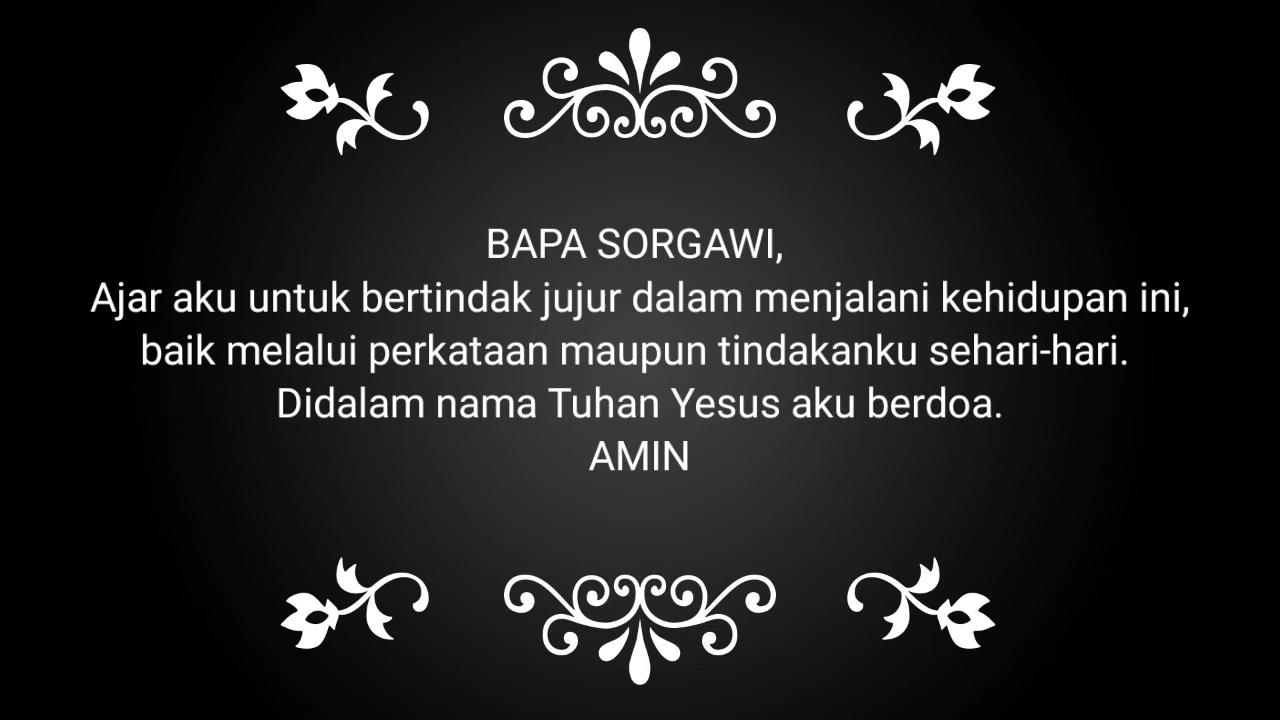 BAPA SORGAWI,
Ajar aku untuk bertindak jujur dalam menjalani kehidupan ini,
baik melalui perkataan maupun tindakanku sehari-hari.
Didalam nama Tuhan Yesus aku berdoa.
AMIN